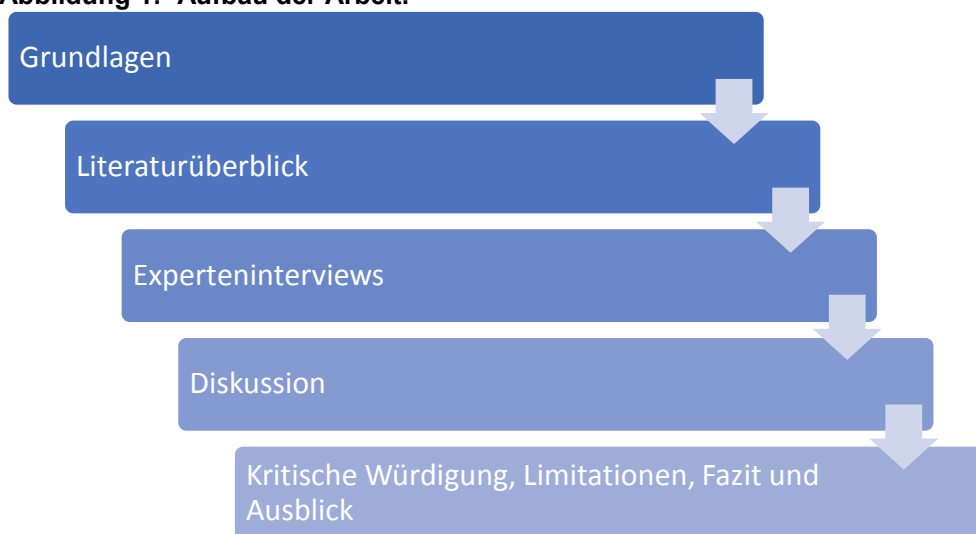 Abbildung 1: Aufbau der Arbeit.
Grundlagen
Literaturüberblick
Experteninterviews
Diskussion
Kritische Würdigung, Limitationen, Fazit und
Ausblick